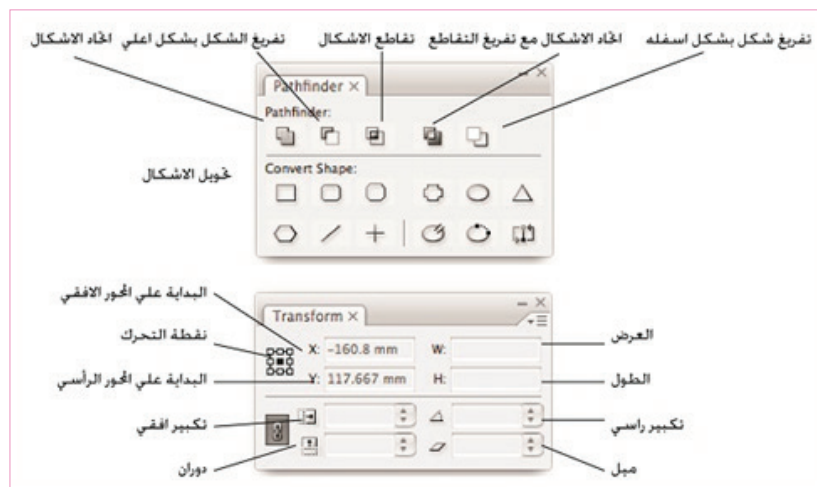 تفريغ شكل بشكل اسفله
اتحاد الاشكال مع تفريغ التقاطع
تقاطع الاشكال
تفريغ الشكل بشكل اعلي
اتحاد الاشكال
Pathfinder ×
Pathfinder:
Convert Shape:
تحويل الاشكال
Transform ×
البداية علي المحور الافقي
نقطة التحرك
البداية علي المحور الرأسي
تكبير افقي
دوران
X: -160.8 mm W:
Y: 117.667 mm H:
العرض
الطول
تكبير راسي
ميل